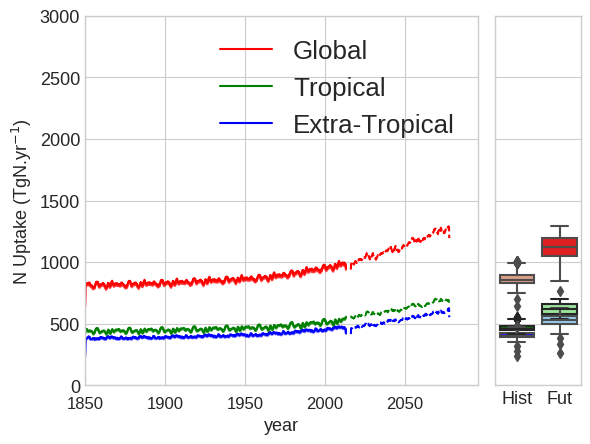 3000
2500
2000
1500
1000
500
0
N Uptake (TgN.yr⁻¹)
Global
Tropical
Extra-Tropical
1850 1900 1950 2000 2050
year
Hist Fut